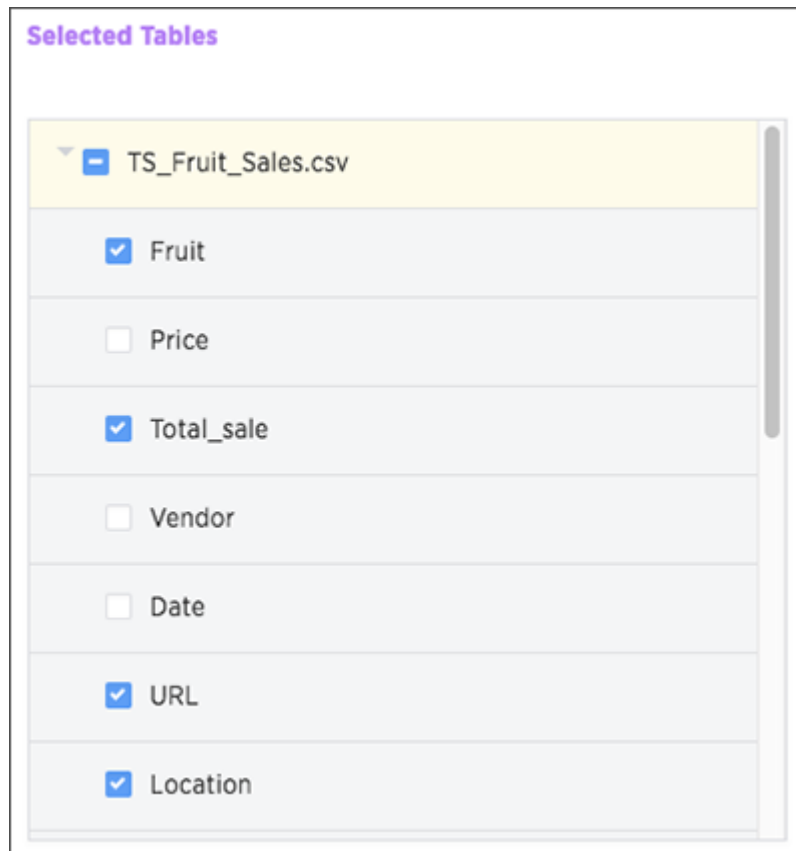 Selected Tables
TS_Fruit_Sales.csv
Fruit
Price
Total_sale
Vendor
Date
URL
Location